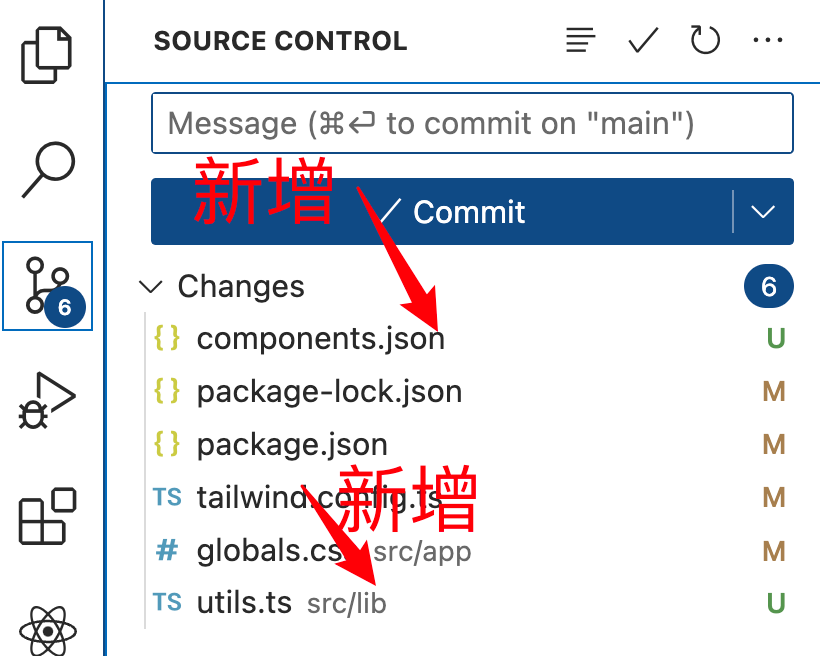 SOURCE CONTROL
Message (⌘⏎ to commit on "main")
新增
Commit
6
Changes 6
{} components.json U
{} package-lock.json M
{} package.json M
新增
TS tailwind.config.ts M
# globals.css src/app M
TS utils.ts src/lib U